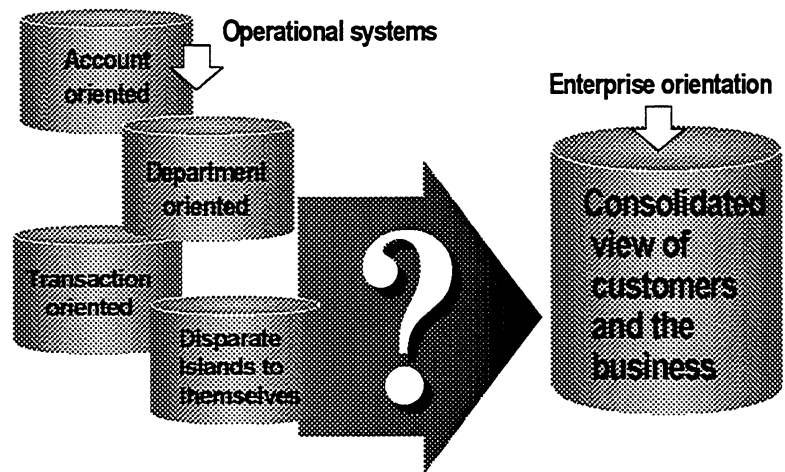 Operational systems
Account
oriented
Department
oriented
Transaction
oriented
Disparate
islands to
themselves
?
Enterprise orientation
Consolidated
view of
customers
and the
business